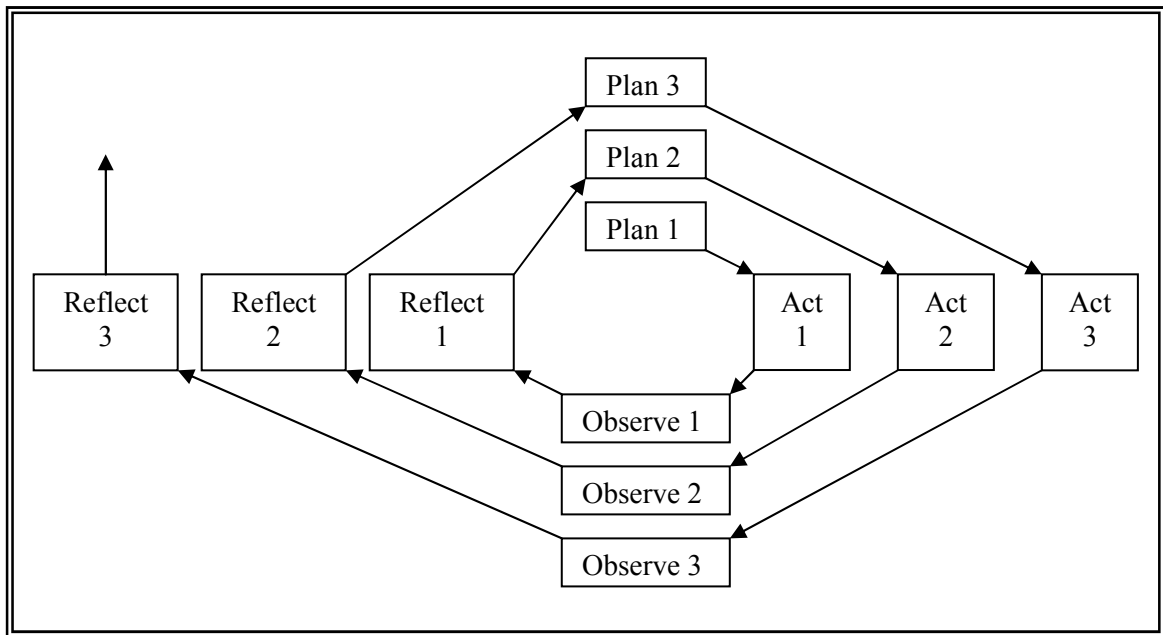 Plan 3
Plan 2
Plan 1
Reflect
3
Reflect
2
Reflect
1
Act
1
Act
2
Act
3
Observe 1
Observe 2
Observe 3